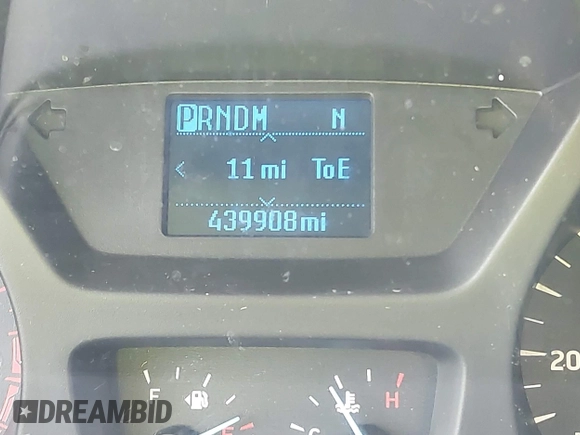 PRNDM N
< 11 mi ToE
439908mi
F H
E C
20
DREAMBID